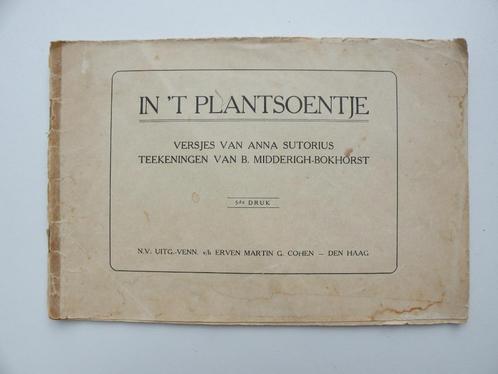 IN 'T PLANTSOENTJE
VERSJES VAN ANNA SUTORIUS
TEEKENINGEN VAN B. MIDDERIGH-BOKHORST
5de DRUK
N.V. UITG.-VENN. v/h ERVEN MARTIN G. COHEN — DEN HAAG